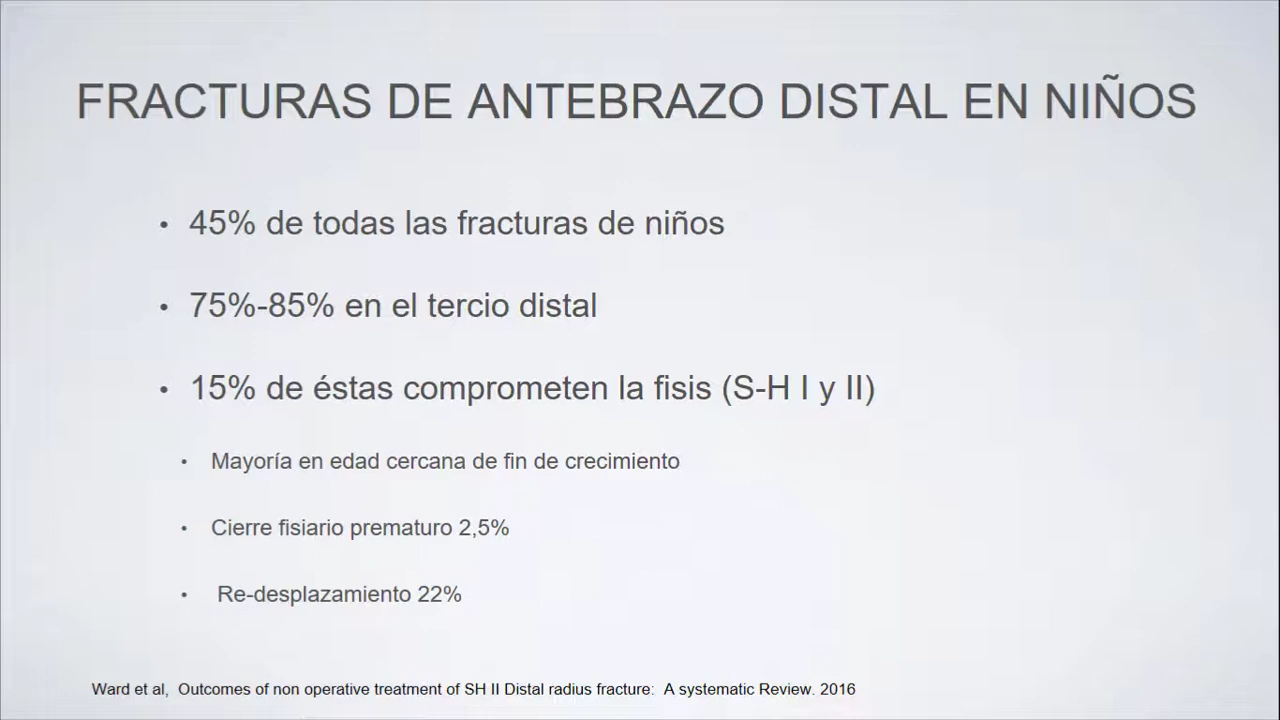 FRACTURAS DE ANTEBRAZO DISTAL EN NIÑOS
• 45% de todas las fracturas de niños
• 75%-85% en el tercio distal
• 15% de éstas comprometen la fisis (S-H I y II)
• Mayoría en edad cercana de fin de crecimiento
• Cierre fisiario prematuro 2,5%
• Re-desplazamiento 22%
Ward et al, Outcomes of non operative treatment of SH II Distal radius fracture: A systematic Review. 2016